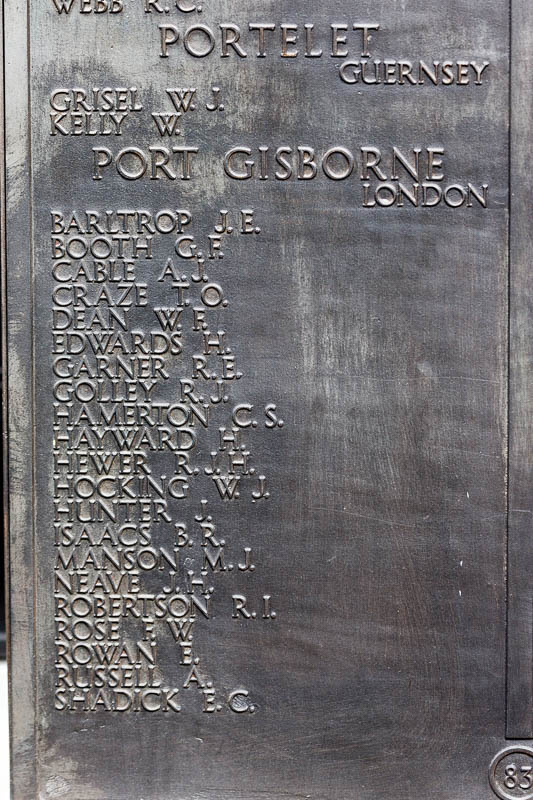 WEBB R.C.
PORTELET
GUERNSEY
GRISEL W. J.
KELLY W.
PORT GISBORNE
LONDON
BARLTROP J. E.
BOOTH G. F.
CABLE A. J.
CRAZE T. O.
DEAN W. F.
EDWARDS H.
GARNER R. E.
GOLLEY R. J.
HAMERTON C. S.
HAYWARD H.
HEWER R. J. H.
HOCKING W. J.
HUNTER J.
ISAACS B. R.
MANSON M. J.
NEAVE J. H.
ROBERTSON R. I.
ROSE F. W.
ROWAN E.
RUSSELL A.
SHADICK E. C.
83